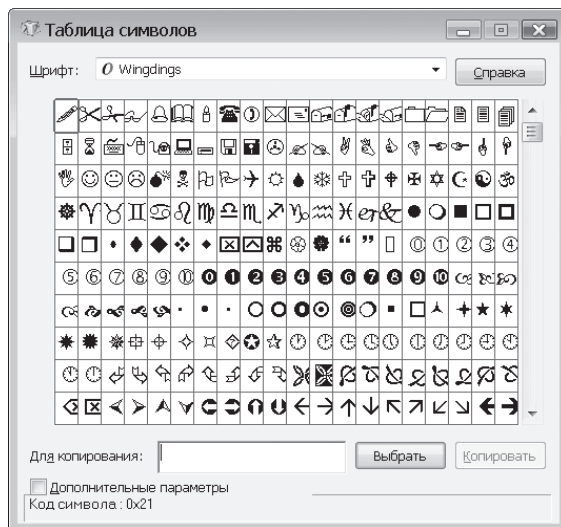 Таблица символов
Шрифт: O Wingdings Справка
Для копирования: Выбрать Копировать
Дополнительные параметры
Код символа : 0x21